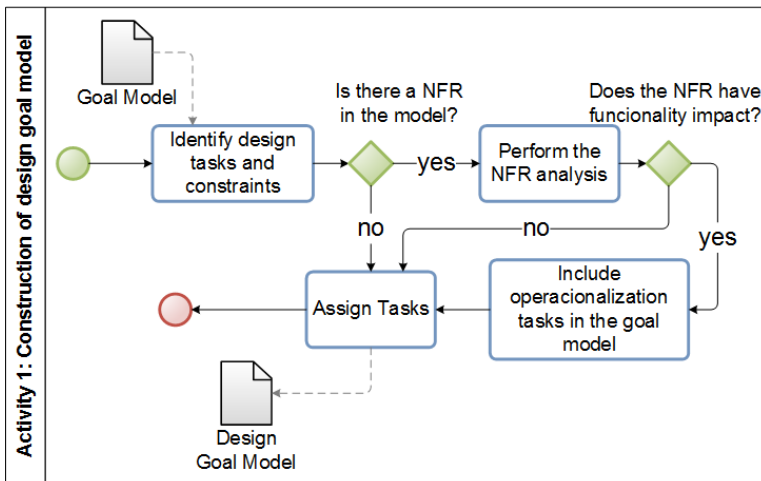 Activity 1: Construction of design goal model
Goal Model
Is there a NFR
in the model?
Does the NFR have
funcionality impact?
Identify design
tasks and
constraints
yes
Perform the
NFR analysis
no
no
yes
Assign Tasks
Include
operacionalization
tasks in the goal
model
Design
Goal Model